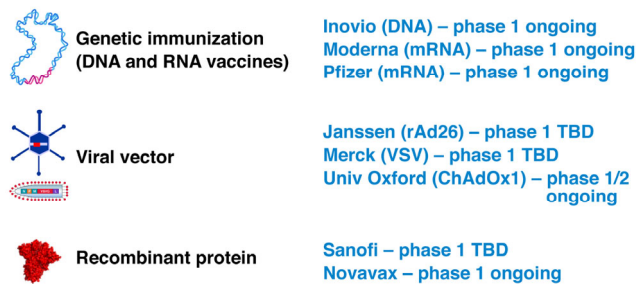 Genetic immunization
(DNA and RNA vaccines)
Inovio (DNA) – phase 1 ongoing
Moderna (mRNA) – phase 1 ongoing
Pfizer (mRNA) – phase 1 ongoing
Viral vector
Janssen (rAd26) – phase 1 TBD
Merck (VSV) – phase 1 TBD
Univ Oxford (ChAdOx1) – phase 1/2
ongoing
Recombinant protein
Sanofi – phase 1 TBD
Novavax – phase 1 ongoing